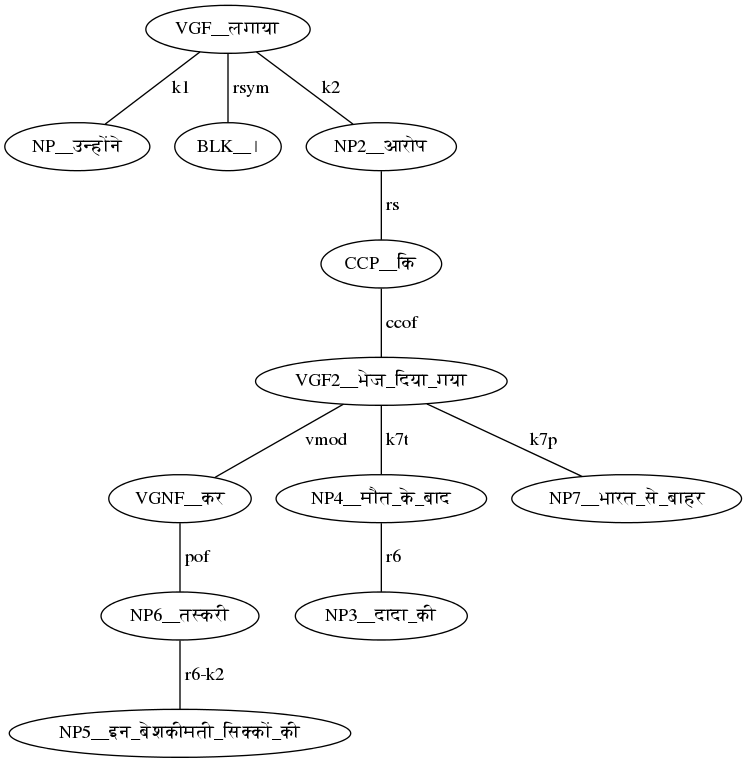 VGF__लगाया
k1
rsym
k2
NP__उन्होंने
BLK__।
NP2__आरोप
rs
CCP__कि
ccof
VGF2__भेज_दिया_गया
vmod
k7t
k7p
VGNF__कर
NP4__मौत_के_बाद
NP7__भारत_से_बाहर
pof
r6
NP6__तस्करी
NP3__दादा_की
r6-k2
NP5__इन_बेशकीमती_सिक्कों_की